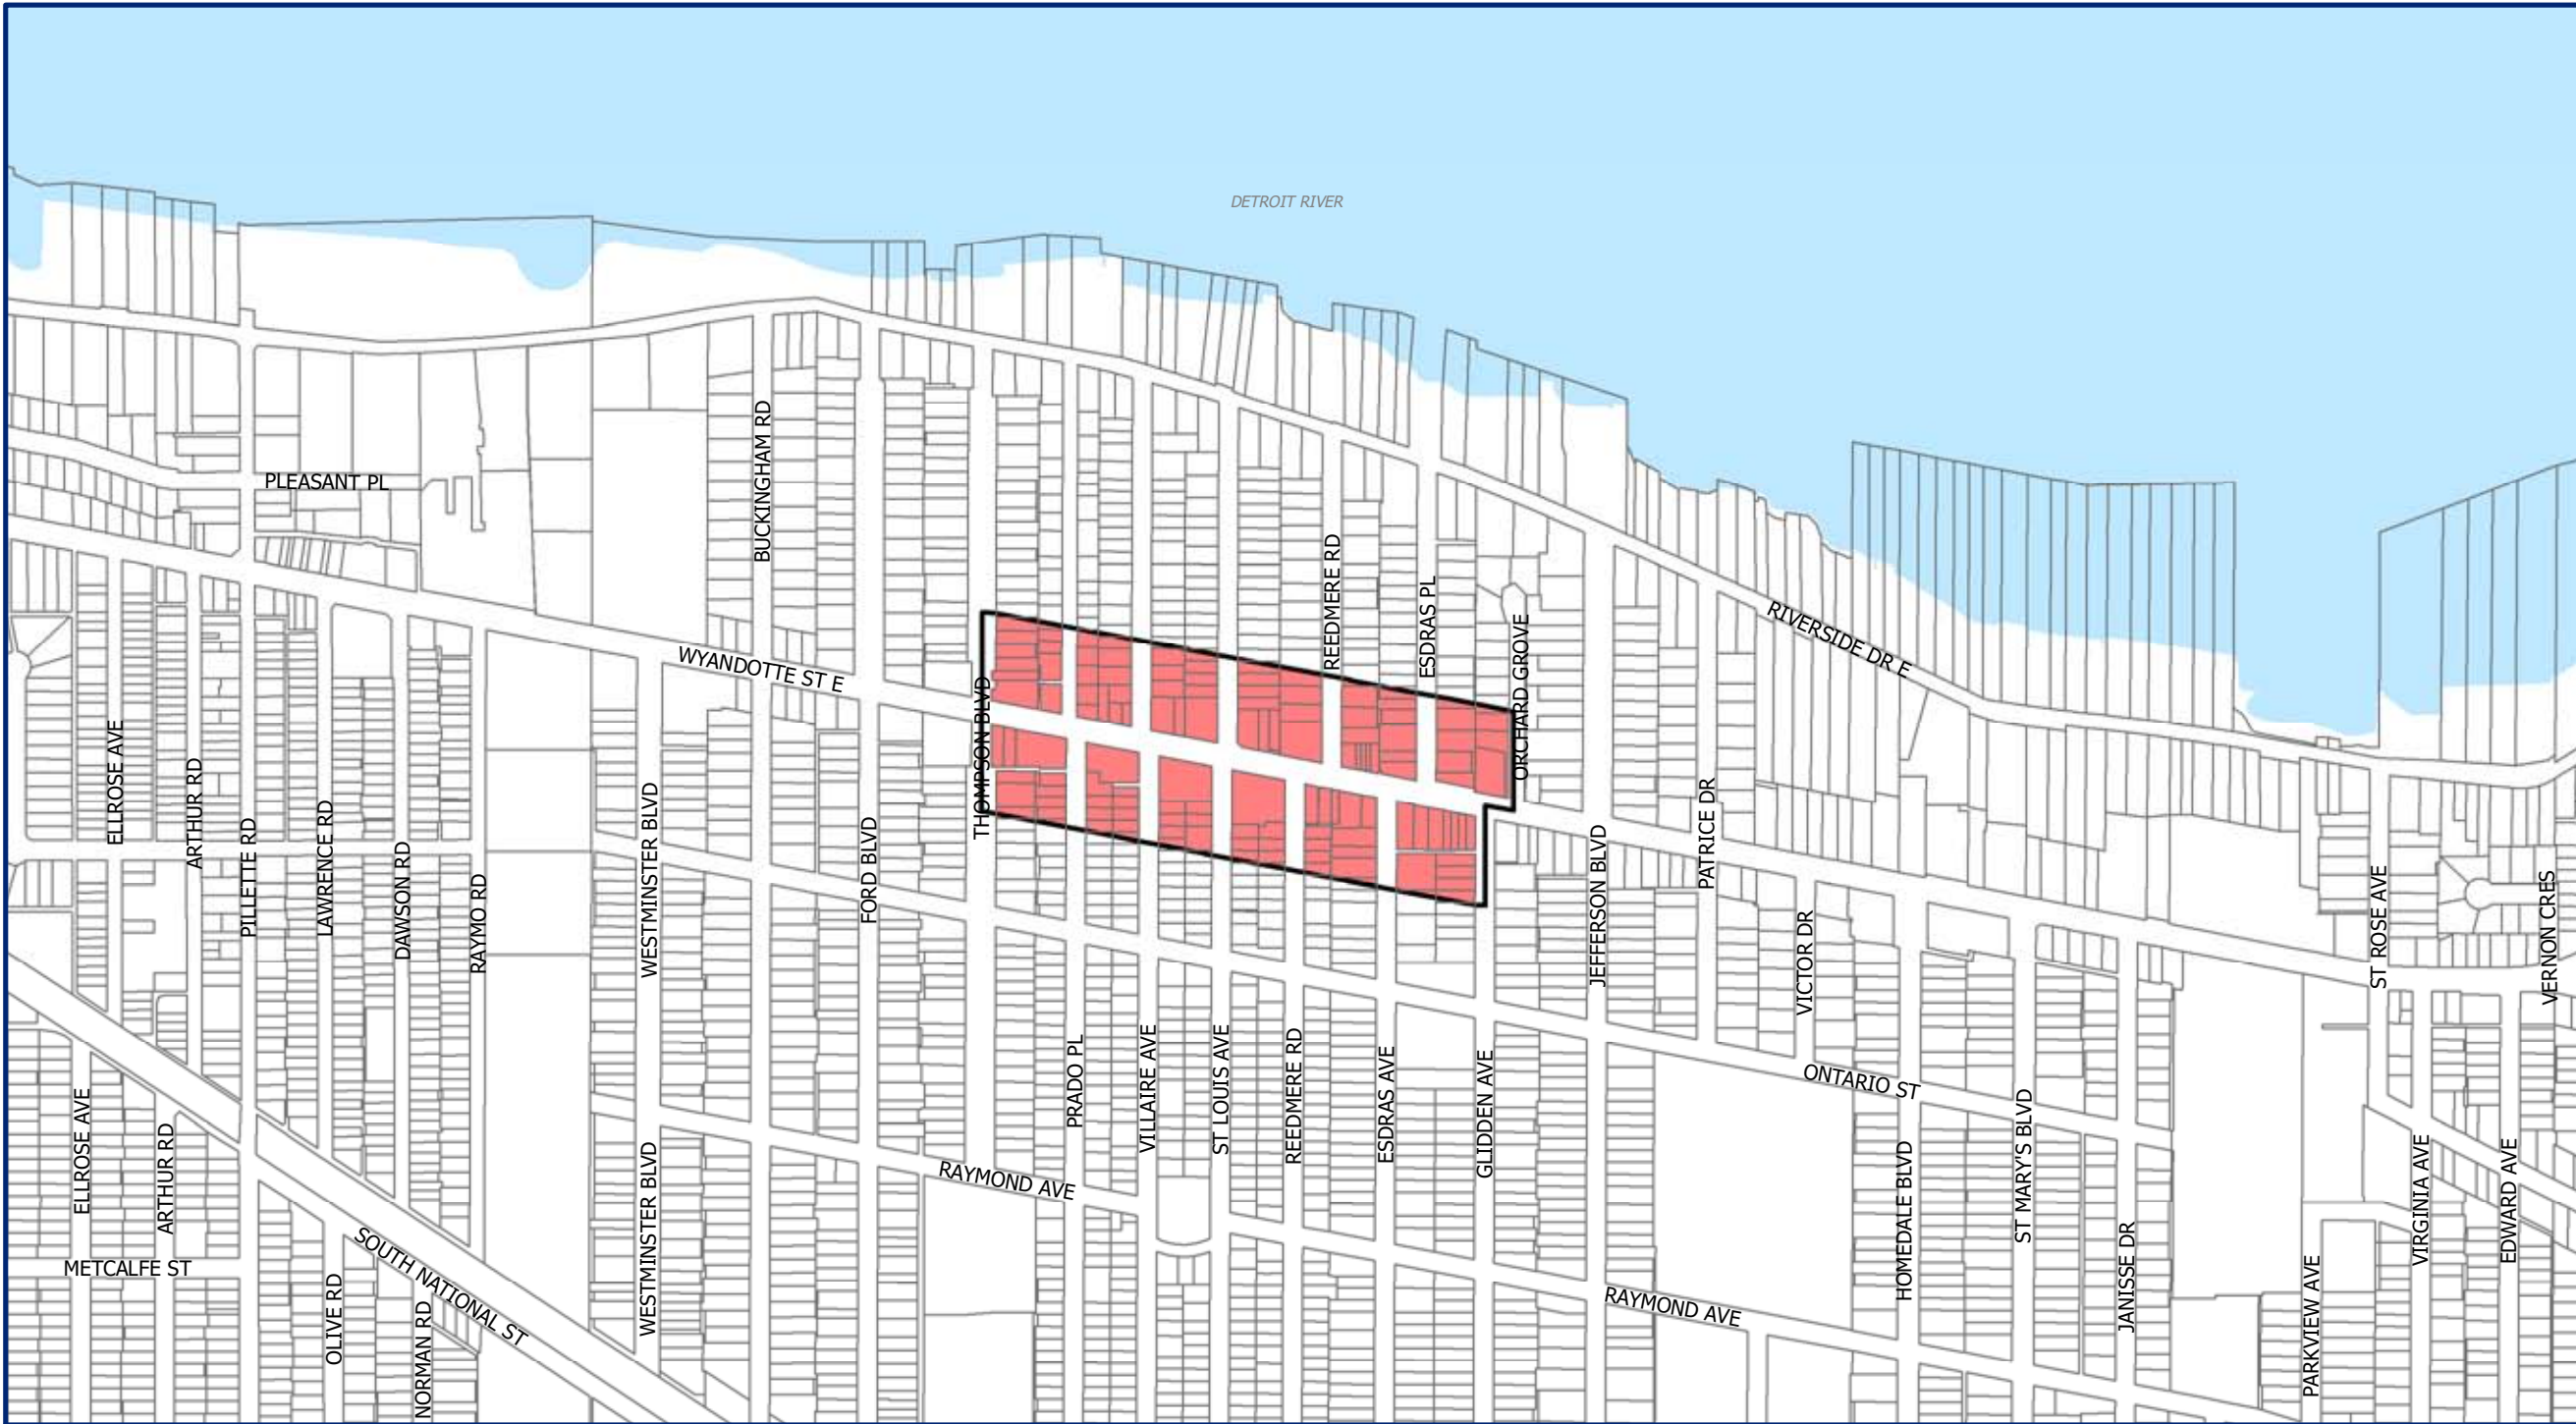 DETROIT RIVER
PLEASANT PL
BUCKINGHAM RD
REEDMERE RD
ESDRAS PL
ORCHARD GROVE
RIVERSIDE DR E
WYANDOTTE ST E
THOMPSON BLVD
ELLROSE AVE
ARTHUR RD
PILLETTE RD
LAWRENCE RD
DAWSON RD
RAYMO RD
WESTMINSTER BLVD
FORD BLVD
JEFFERSON BLVD
PATRICE DR
VICTOR DR
ST ROSE AVE
VERNON CRES
PRADO PL
VILLAIRE AVE
ST LOUIS AVE
REEDMERE RD
ESDRAS AVE
GLIDDEN AVE
ONTARIO ST
ELLROSE AVE
ARTHUR RD
WESTMINSTER BLVD
RAYMOND AVE
HOMEDALE BLVD
ST MARY'S BLVD
JANISSE DR
VIRGINIA AVE
EDWARD AVE
METCALFE ST
OLIVE RD
NORMAN RD
SOUTH NATIONAL ST
RAYMOND AVE
PARKVIEW AVE